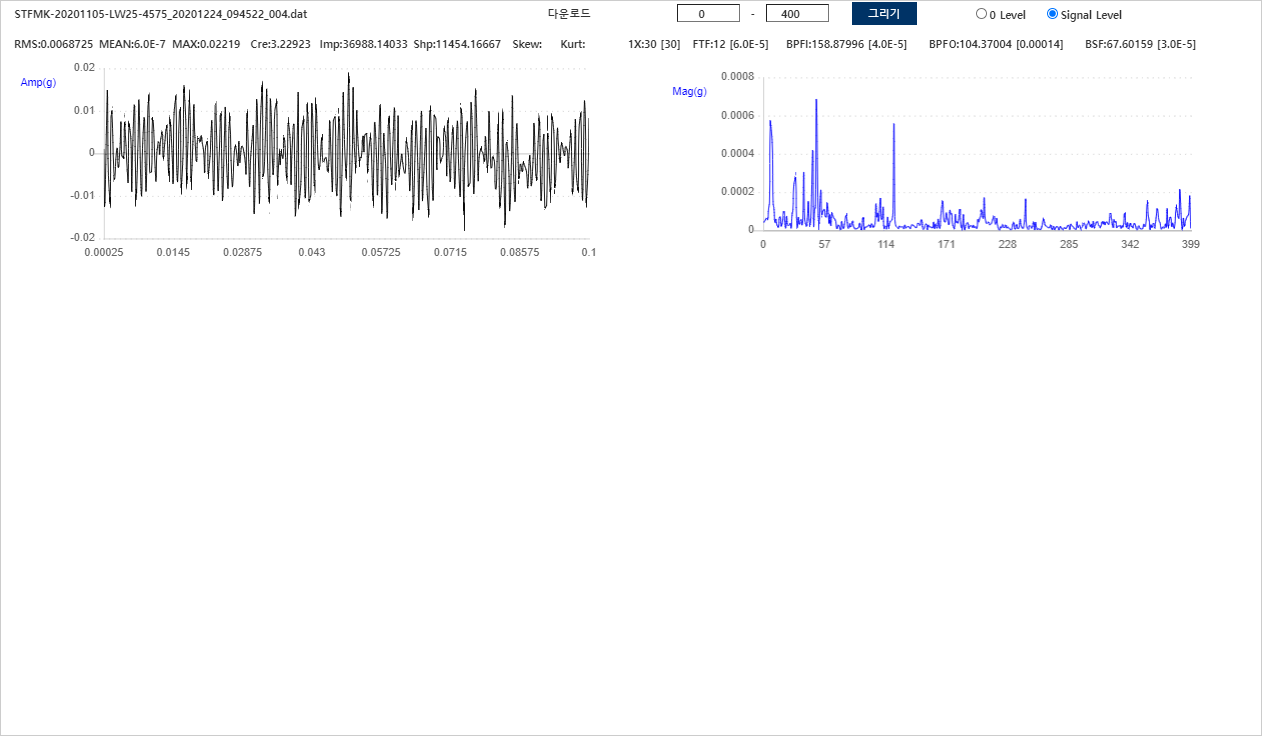 STFMK-20201105-LW25-4575_20201224_094522_004.dat 다운로드 0 - 400 그리기 0 Level Signal Level
RMS:0.0068725 MEAN:6.0E-7 MAX:0.02219 Cre:3.22923 Imp:36988.14033 Shp:11454.16667 Skew: Kurt: 1X:30 [30] FTF:12 [6.0E-5] BPFI:158.87996 [4.0E-5] BPFO:104.37004 [0.00014] BSF:67.60159 [3.0E-5]
Amp(g)
0.02
0.01
0
-0.01
-0.02
0.00025 0.0145 0.02875 0.043 0.05725 0.0715 0.08575 0.1
Mag(g)
0.0008
0.0006
0.0004
0.0002
0
0 57 114 171 228 285 342 399